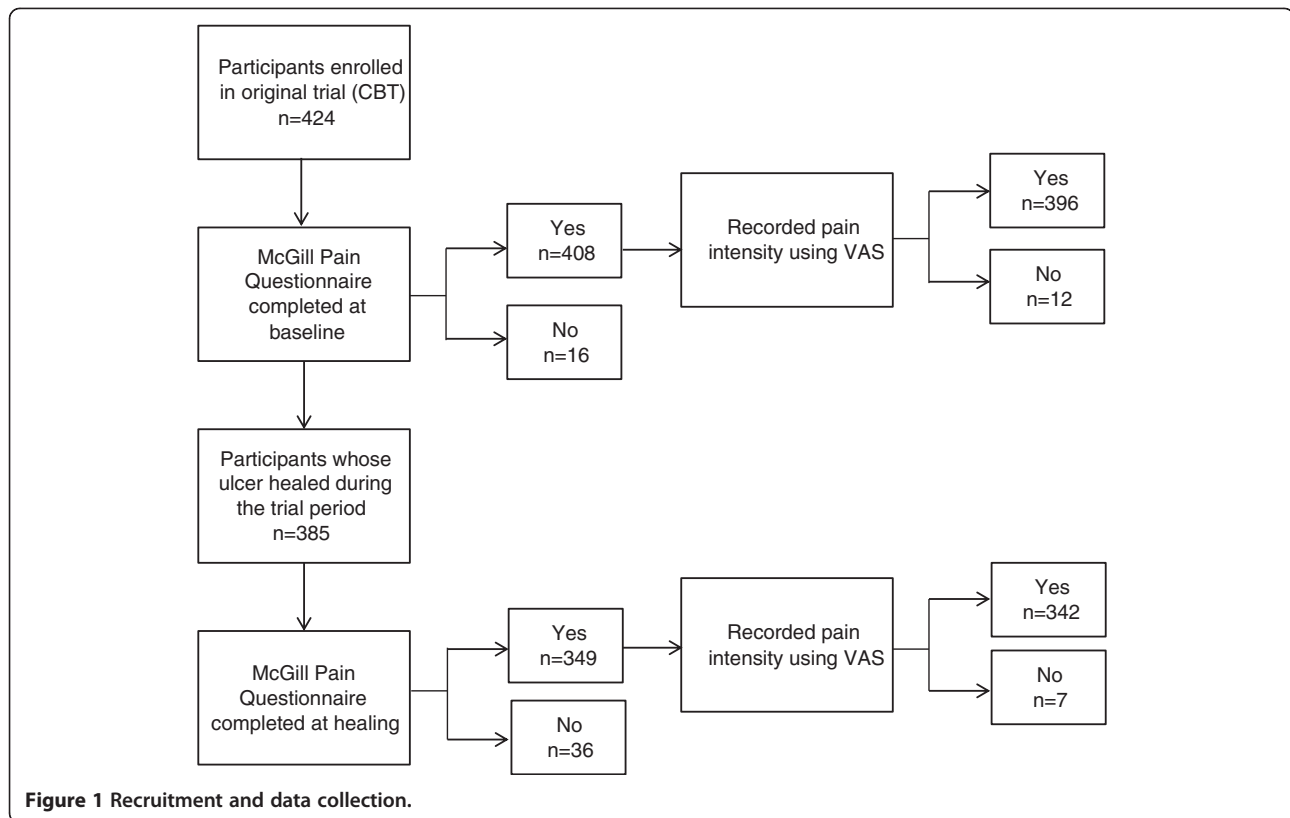 Participants enrolled
in original trial (CBT)
n=424
McGill Pain
Questionnaire
completed at
baseline
Yes
n=408
No
n=16
Recorded pain
intensity using VAS
Yes
n=396
No
n=12
Participants whose
ulcer healed during
the trial period
n=385
McGill Pain
Questionnaire
completed at healing
Yes
n=349
No
n=36
Recorded pain
intensity using VAS
Yes
n=342
No
n=7
Figure 1 Recruitment and data collection.